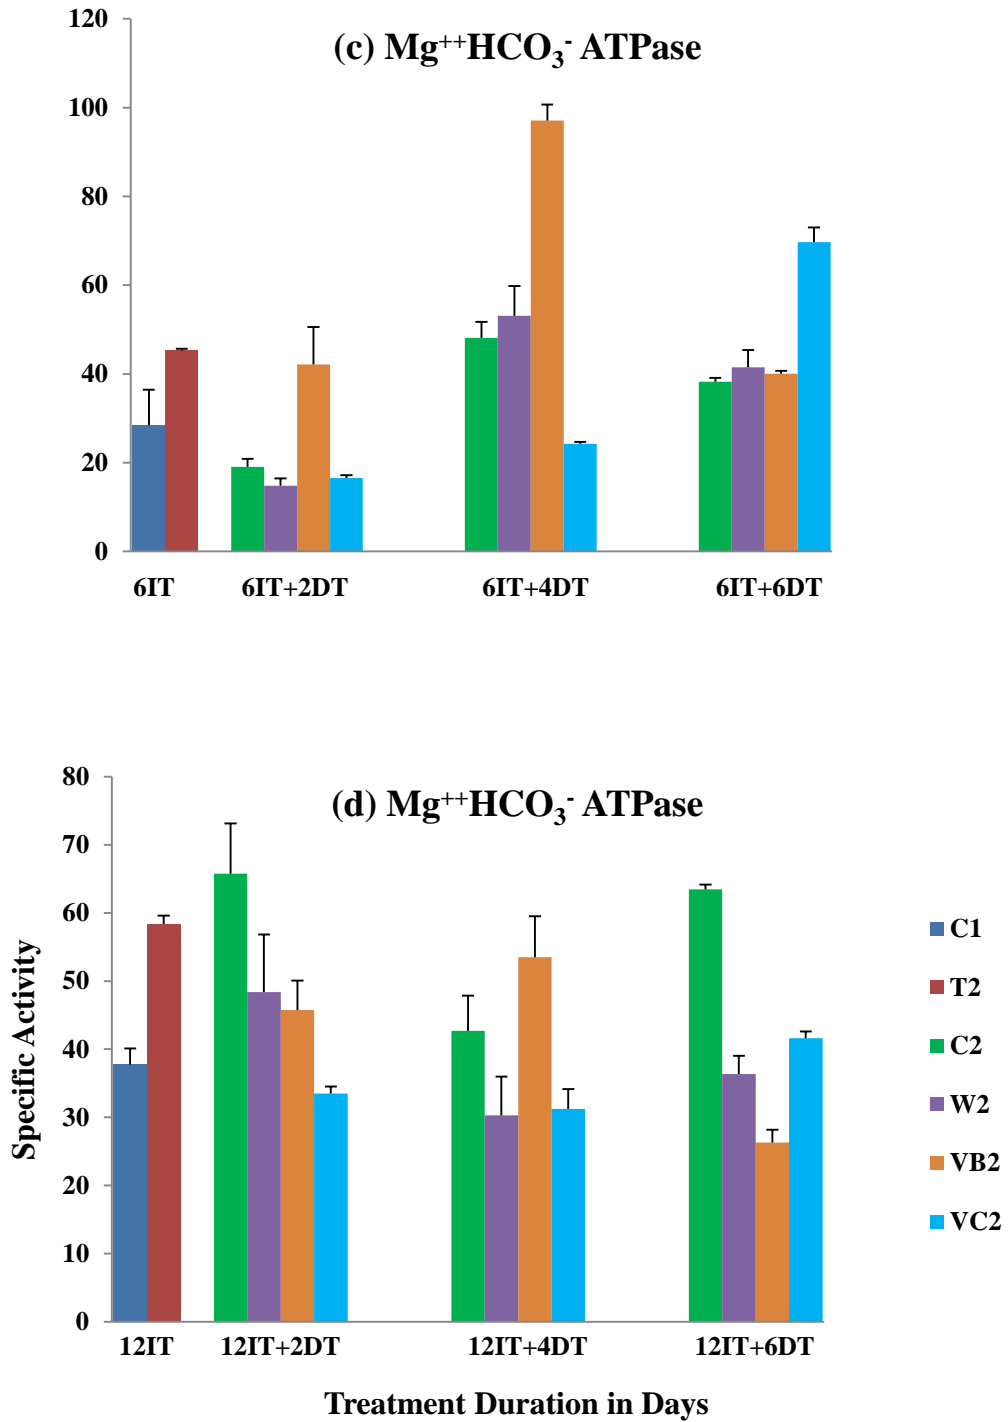 (c) Mg⁺⁺HCO₃⁻ ATPase
120
100
80
60
40
20
0
6IT 6IT+2DT 6IT+4DT 6IT+6DT
(d) Mg⁺⁺HCO₃⁻ ATPase
80
70
60
50
40
30
20
10
0
Specific Activity
12IT 12IT+2DT 12IT+4DT 12IT+6DT
Treatment Duration in Days
C1
T2
C2
W2
VB2
VC2